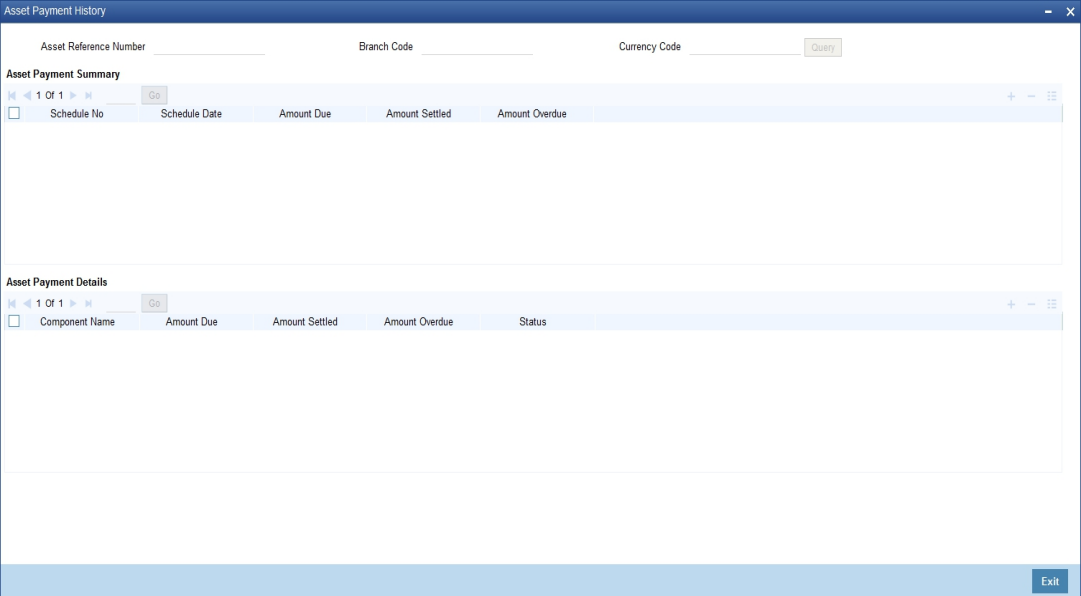 Asset Payment History
Asset Reference Number Branch Code Currency Code Query
Asset Payment Summary
1 Of 1 Go
Schedule No Schedule Date Amount Due Amount Settled Amount Overdue
Asset Payment Details
1 Of 1 Go
Component Name Amount Due Amount Settled Amount Overdue Status
Exit